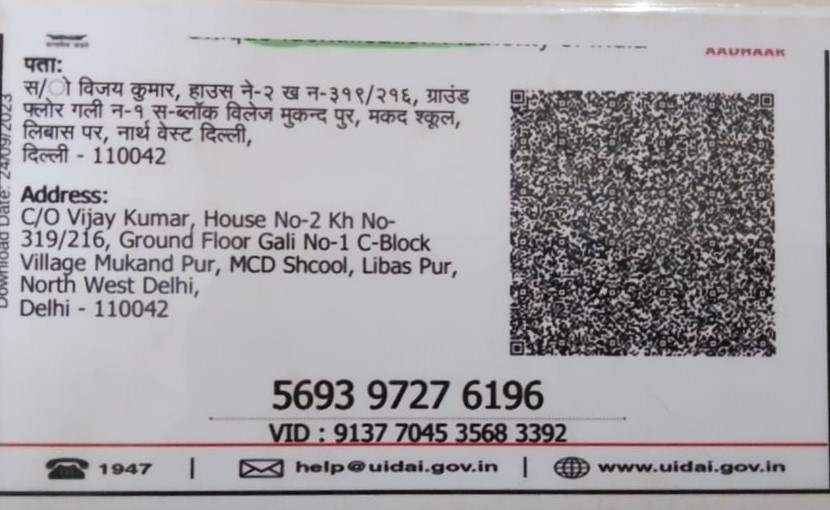 AADHAAR
पता:
स/ो विजय कुमार, हाउस ने-२ ख न-३१९/२१६, ग्राउंड
फ्लोर गली न-१ स-ब्लॉक विलेज मुकन्द पुर, मकद श्कूल,
लिबास पर, नार्थ वेस्ट दिल्ली,
दिल्ली - 110042
Address:
C/O Vijay Kumar, House No-2 Kh No-
319/216, Ground Floor Gali No-1 C-Block
Village Mukand Pur, MCD Shcool, Libas Pur,
North West Delhi,
Delhi - 110042
Download Date: 24/09/2023
5693 9727 6196
VID : 9137 7045 3568 3392
1947 | help@uidai.gov.in | www.uidai.gov.in